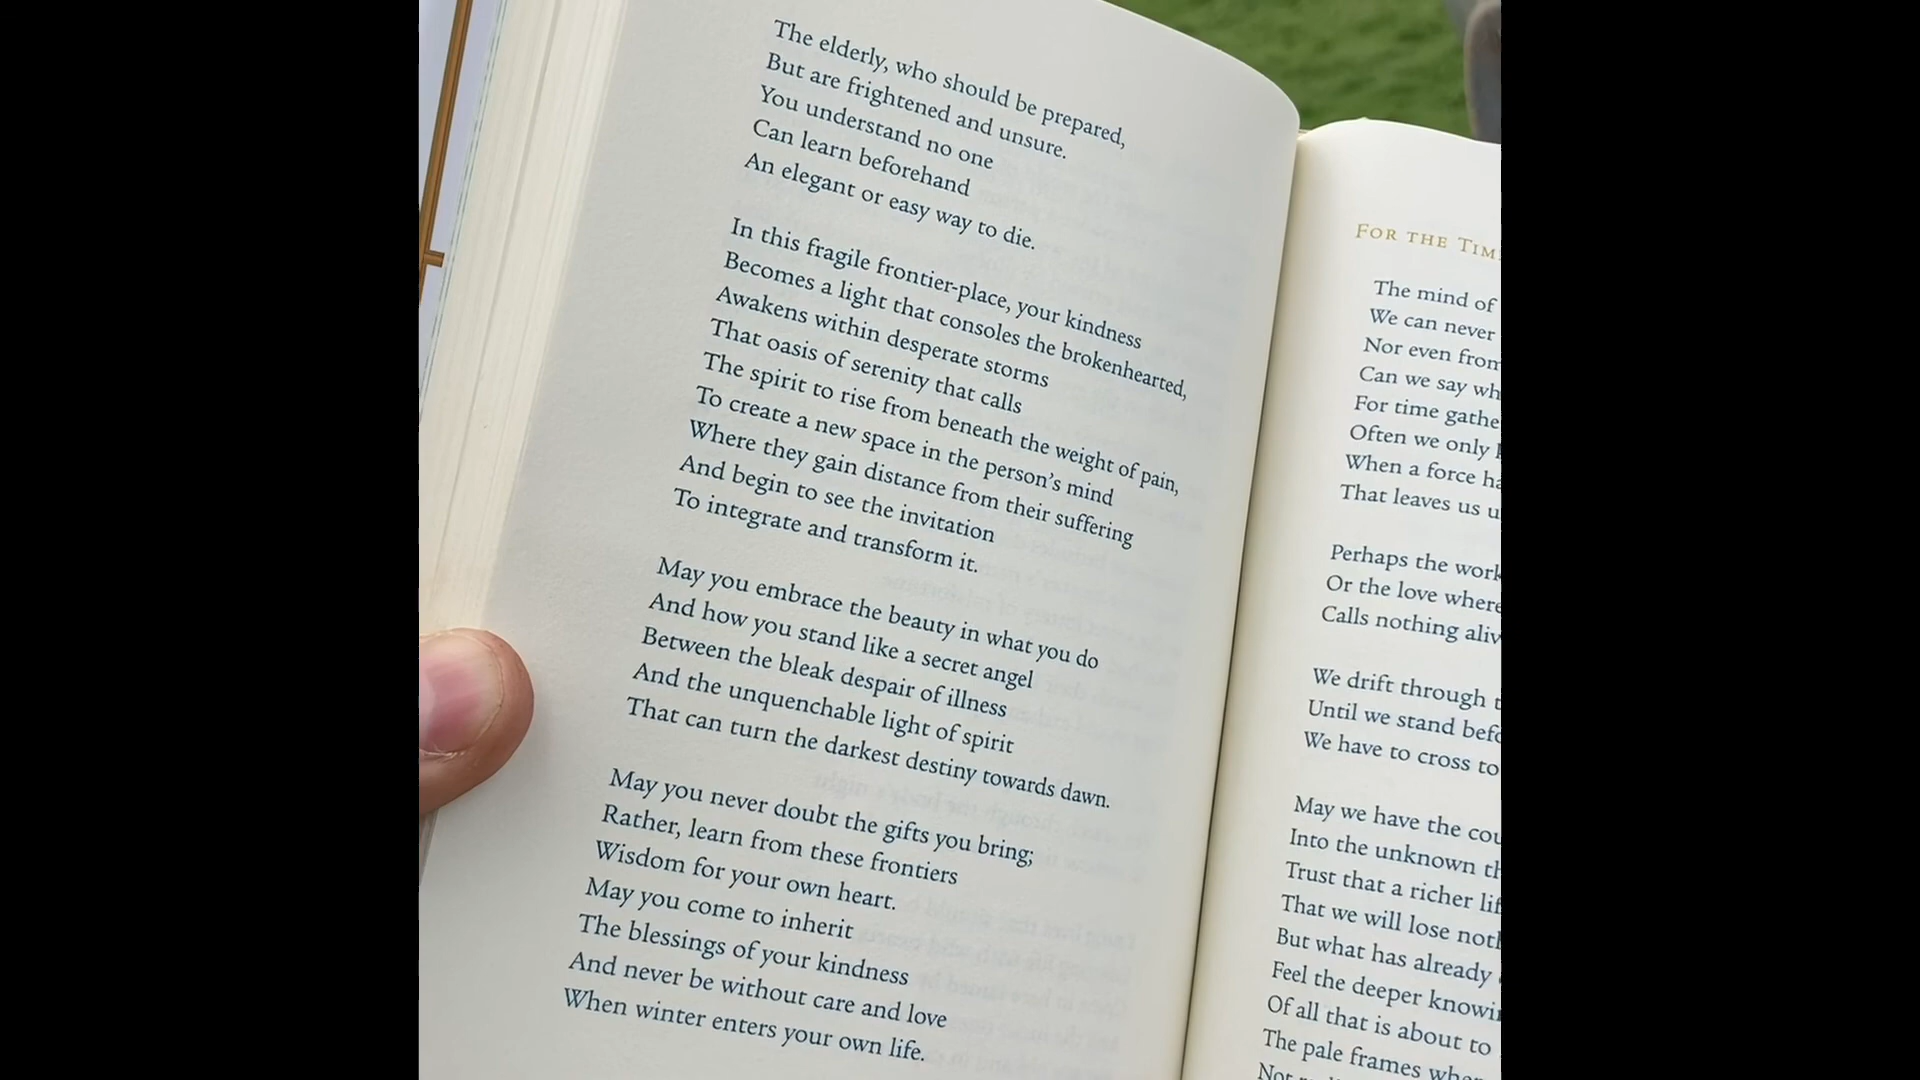 The elderly, who should be prepared,
But are frightened and unsure.
You understand no one
Can learn beforehand
An elegant or easy way to die.
In this fragile frontier-place, your kindness
Becomes a light that consoles the brokenhearted,
Awakens within desperate storms
That oasis of serenity that calls
The spirit to rise from beneath the weight of pain,
To create a new space in the person's mind
Where they gain distance from their suffering
And begin to see the invitation
To integrate and transform it.
May you embrace the beauty in what you do
And how you stand like a secret angel
Between the bleak despair of illness
And the unquenchable light of spirit
That can turn the darkest destiny towards dawn.
May you never doubt the gifts you bring;
Rather, learn from these frontiers
Wisdom for your own heart.
May you come to inherit
The blessings of your kindness
And never be without care and love
When winter enters your own life.
FOR THE
The mind of
We can never
Nor even from
Can we say
For time
Often we only
When a force
That leaves us
Perhaps the
Or the love
Calls nothing
We drift through
Until we stand
We have to cross to
May we have the
Into the unknown
Trust that a richer
That we will lose
But what has already
Feel the deeper
Of all that is about to
The pale frames